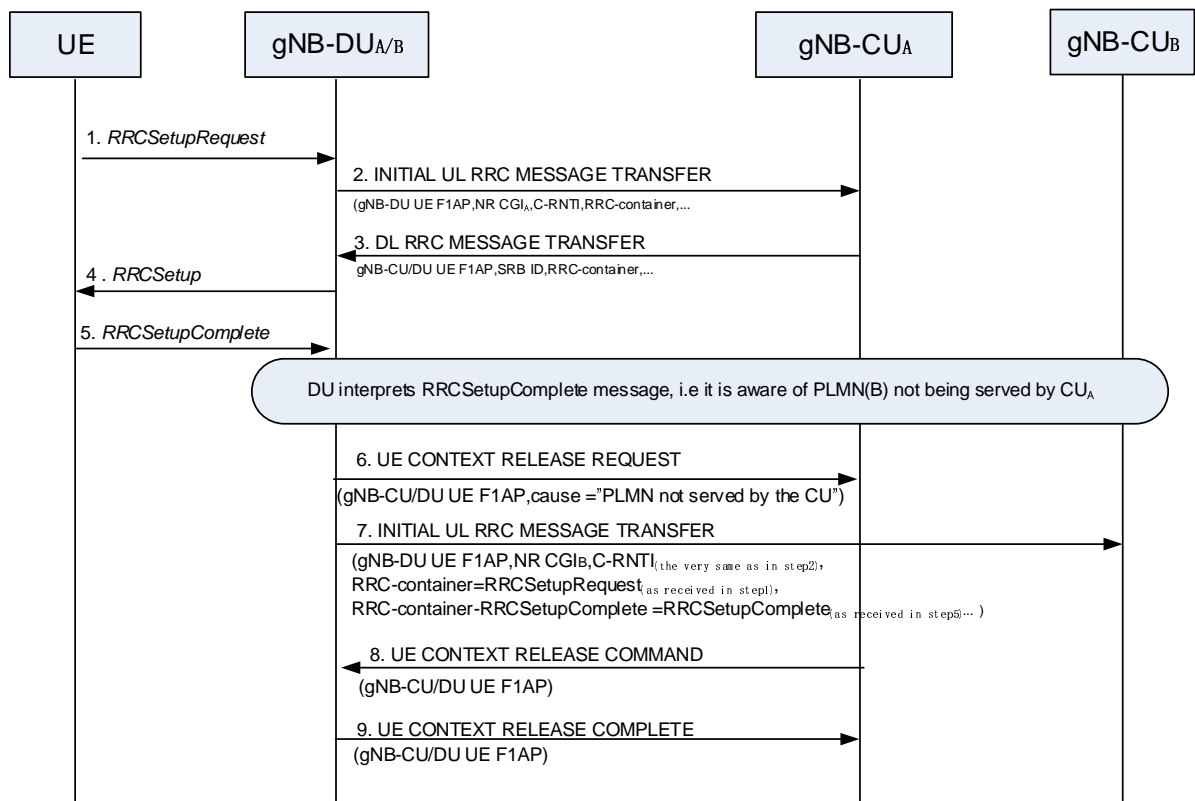 UE
gNB-DUA/B
gNB-CUA
gNB-CUB
1. RRCSetupRequest
2. INITIAL UL RRC MESSAGE TRANSFER
(gNB-DU UE F1AP,NR CGIA,C-RNTI,RRC-container,...
3. DL RRC MESSAGE TRANSFER
gNB-CU/DU UE F1AP,SRB ID,RRC-container,...
4 . RRCSetup
5. RRCSetupComplete
DU interprets RRCSetupComplete message, i.e it is aware of PLMN(B) not being served by CUA
6. UE CONTEXT RELEASE REQUEST
(gNB-CU/DU UE F1AP,cause =”PLMN not served by the CU”)
7. INITIAL UL RRC MESSAGE TRANSFER
(gNB-DU UE F1AP,NR CGIB,C-RNTI(the very same as in step2),
RRC-container=RRCSetupRequest(as received in step1),
RRC-container-RRCSetupComplete =RRCSetupComplete(as received in step5)... )
8. UE CONTEXT RELEASE COMMAND
(gNB-CU/DU UE F1AP)
9. UE CONTEXT RELEASE COMPLETE
(gNB-CU/DU UE F1AP)